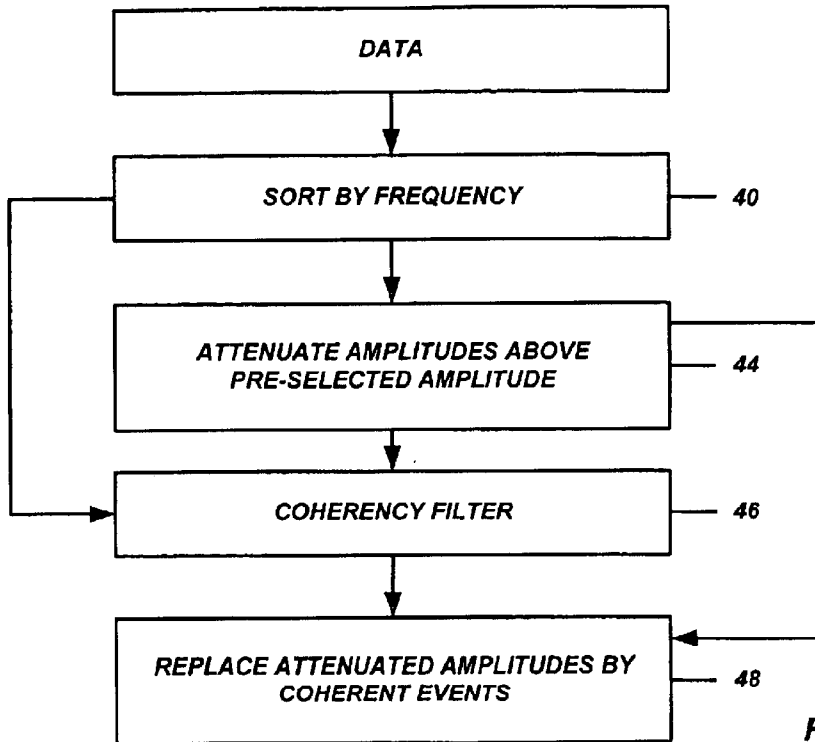 DATA
SORT BY FREQUENCY
40
ATTENUATE AMPLITUDES ABOVE
PRE-SELECTED AMPLITUDE
44
COHERENCY FILTER
46
REPLACE ATTENUATED AMPLITUDES BY
COHERENT EVENTS
48
F